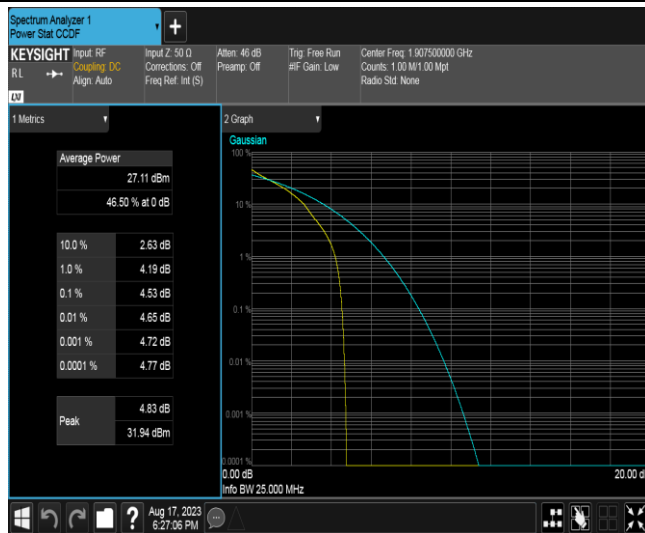 Spectrum Analyzer 1
Power Stat CCDF
+
KEYSIGHT
RL
Input: RF
Coupling: DC
Align: Auto
Input Z: 50 Ω
Corrections: Off
Freq Ref: Int (S)
Atten: 46 dB
Preamp: Off
Trig: Free Run
#IF Gain: Low
Center Freq: 1.907500000 GHz
Counts: 1.00 M/1.00 Mpt
Radio Std: None
1 Metrics
Average Power
27.11 dBm
46.50 % at 0 dB
10.0 % 2.63 dB
1.0 % 4.19 dB
0.1 % 4.53 dB
0.01 % 4.65 dB
0.001 % 4.72 dB
0.0001 % 4.77 dB
Peak
4.83 dB
31.94 dBm
2 Graph
Gaussian
100 %
10 %
1 %
0.1 %
0.01 %
0.001 %
0.0001 %
0.00 dB
20.00 d
Info BW 25.000 MHz
?
Aug 17, 2023
6:27:06 PM